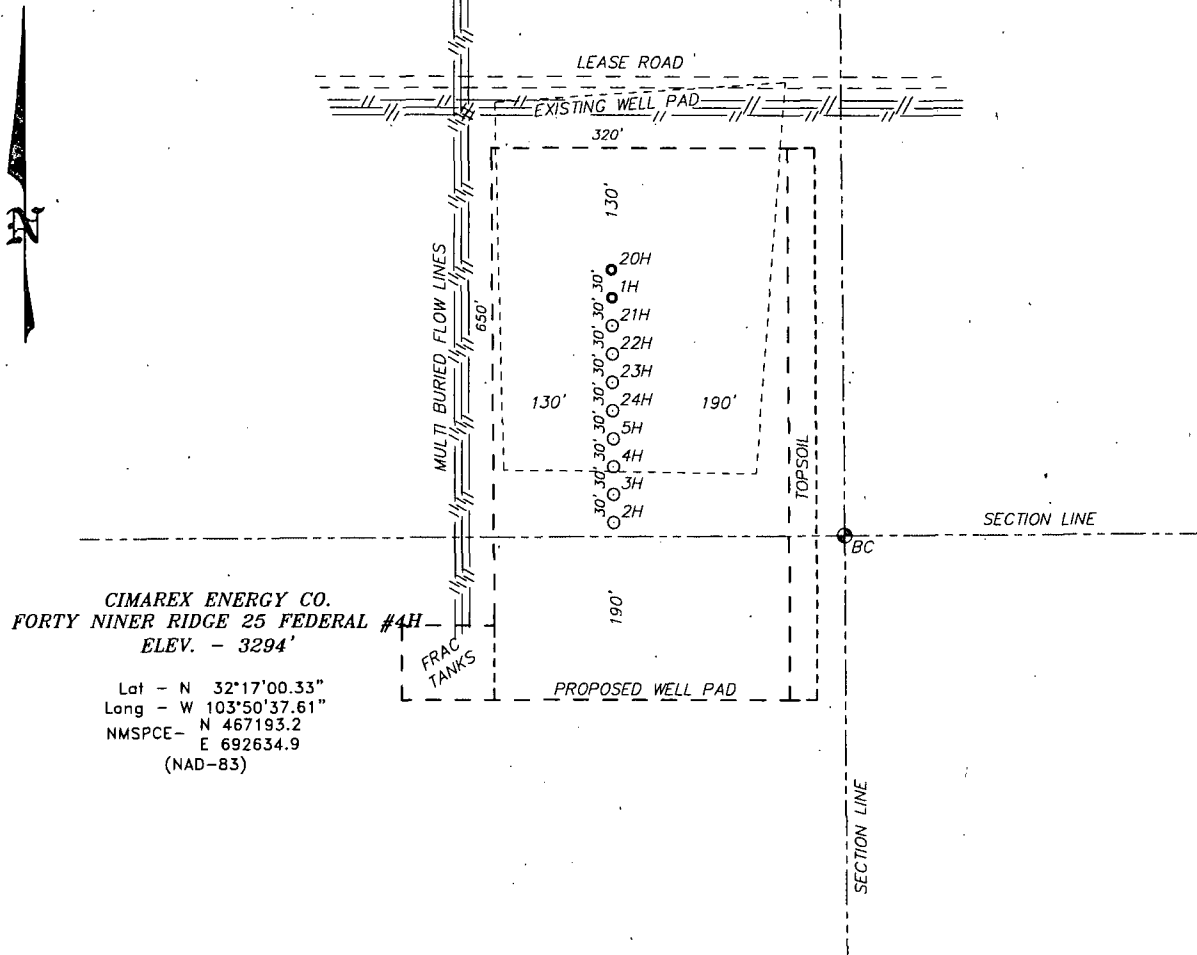 LEASE ROAD
EXISTING WELL PAD
320'
130'
N
MULTI BURIED FLOW LINES
650'
20H
30'
1H
30'
21H
30'
22H
30'
23H
30'
24H
30'
5H
30'
4H
30'
3H
30'
2H
130'
190'
TOPSOIL
SECTION LINE
BC
CIMAREX ENERGY CO.
FORTY NINER RIDGE 25 FEDERAL #4H
ELEV. - 3294'
Lat - N 32°17'00.33"
Long - W 103°50'37.61"
NMSPCE- N 467193.2
E 692634.9
(NAD-83)
190'
FRAC
TANKS
PROPOSED WELL PAD
SECTION LINE